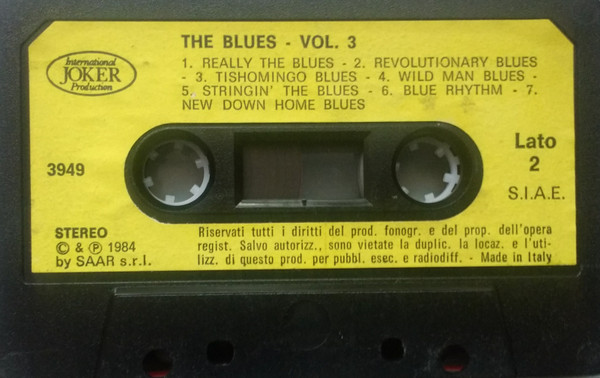 THE BLUES - VOL. 3
International
JOKER
Production
1. REALLY THE BLUES - 2. REVOLUTIONARY BLUES
- 3. TISHOMINGO BLUES - 4. WILD MAN BLUES -
5. STRINGIN' THE BLUES - 6. BLUE RHYTHM - 7.
NEW DOWN HOME BLUES
3949
Lato
2
S.I.A.E.
STEREO
© & ℗ 1984
by SAAR s.r.l.
Riservati tutti i diritti del prod. fonogr. e del prop. dell'opera
regist. Salvo autorizz., sono vietate la duplic. la locaz. e l'uti-
lizz. di questo prod. per pubbl. esec. e radiodiff. - Made in Italy
2